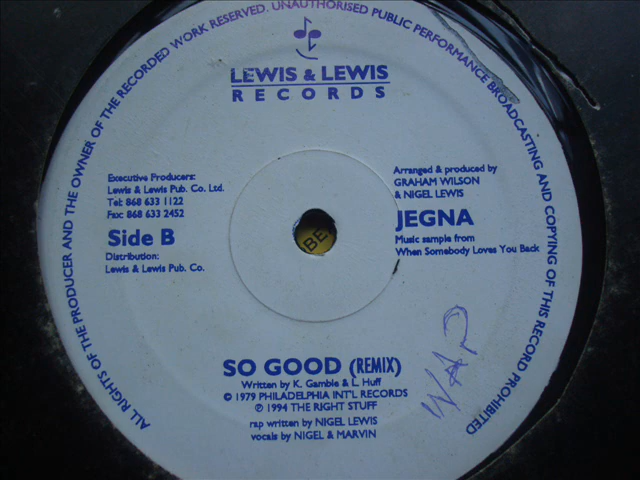 ALL RIGHTS OF THE PRODUCER AND THE OWNER OF THE RECORDED WORK RESERVED. UNAUTHORISED PUBLIC PERFORMANCE BROADCASTING AND COPYING OF THIS RECORD PROHIBITED
LEWIS & LEWIS
RECORDS
Executive Producers:
Lewis & Lewis Pub. Co. Ltd.
Tel: 868 633 1122
Fax: 868 633 2452
Side B
Distribution:
Lewis & Lewis Pub. Co.
Arranged & produced by
GRAHAM WILSON
& NIGEL LEWIS
JEGNA
Music sample from
When Somebody Loves You Back
SO GOOD (REMIX)
Written by K. Gamble & L. Huff
© 1979 PHILADELPHIA INT'L RECORDS
℗ 1994 THE RIGHT STUFF
rap written by NIGEL LEWIS
vocals by NIGEL & MARVIN